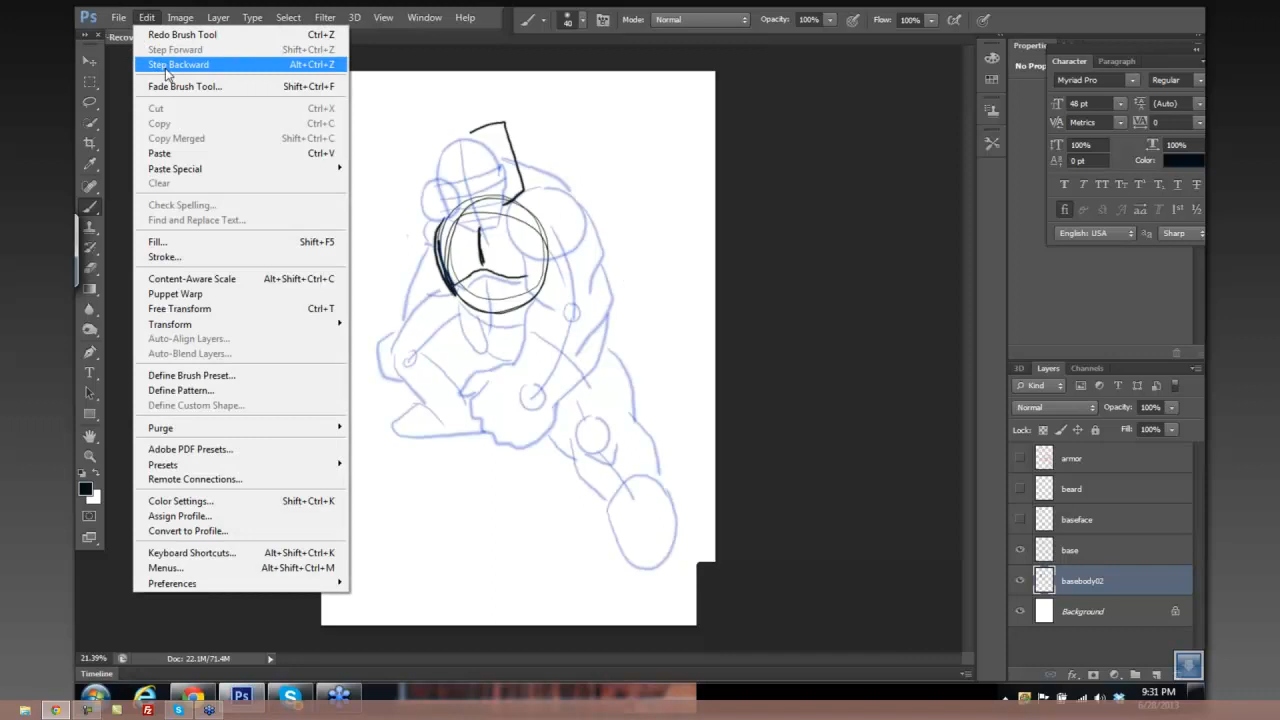 Ps File Edit Image Layer Type Select Filter 3D View Window Help
40 Mode: Normal Opacity: 100% Flow: 100%
-Recov
Redo Brush Tool Ctrl+Z
Step Forward Shift+Ctrl+Z
Step Backward Alt+Ctrl+Z
Fade Brush Tool... Shift+Ctrl+F
Cut Ctrl+X
Copy Ctrl+C
Copy Merged Shift+Ctrl+C
Paste Ctrl+V
Paste Special
Clear
Check Spelling...
Find and Replace Text...
Fill... Shift+F5
Stroke...
Content-Aware Scale Alt+Shift+Ctrl+C
Puppet Warp
Free Transform Ctrl+T
Transform
Auto-Align Layers...
Auto-Blend Layers...
Define Brush Preset...
Define Pattern...
Define Custom Shape...
Purge
Adobe PDF Presets...
Presets
Remote Connections...
Color Settings... Shift+Ctrl+K
Assign Profile...
Convert to Profile...
Keyboard Shortcuts... Alt+Shift+Ctrl+K
Menus... Alt+Shift+Ctrl+M
Preferences
Properti
No Prop
Character Paragraph
Myriad Pro Regular
48 pt (Auto)
Metrics 0
100% 100%
0 pt Color:
English: USA Sharp
3D Layers Channels
Kind
Normal Opacity: 100%
Lock: Fill: 100%
armor
beard
baseface
base
basebody02
Background
21.39% Doc: 22.1M/71.4M
Timeline
9:31 PM
6/28/2013